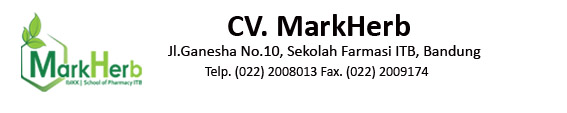 CV. MarkHerb
Jl.Ganesha No.10, Sekolah Farmasi ITB, Bandung
Telp. (022) 2008013 Fax. (022) 2009174
MarkHerb
School of Pharmacy ITB